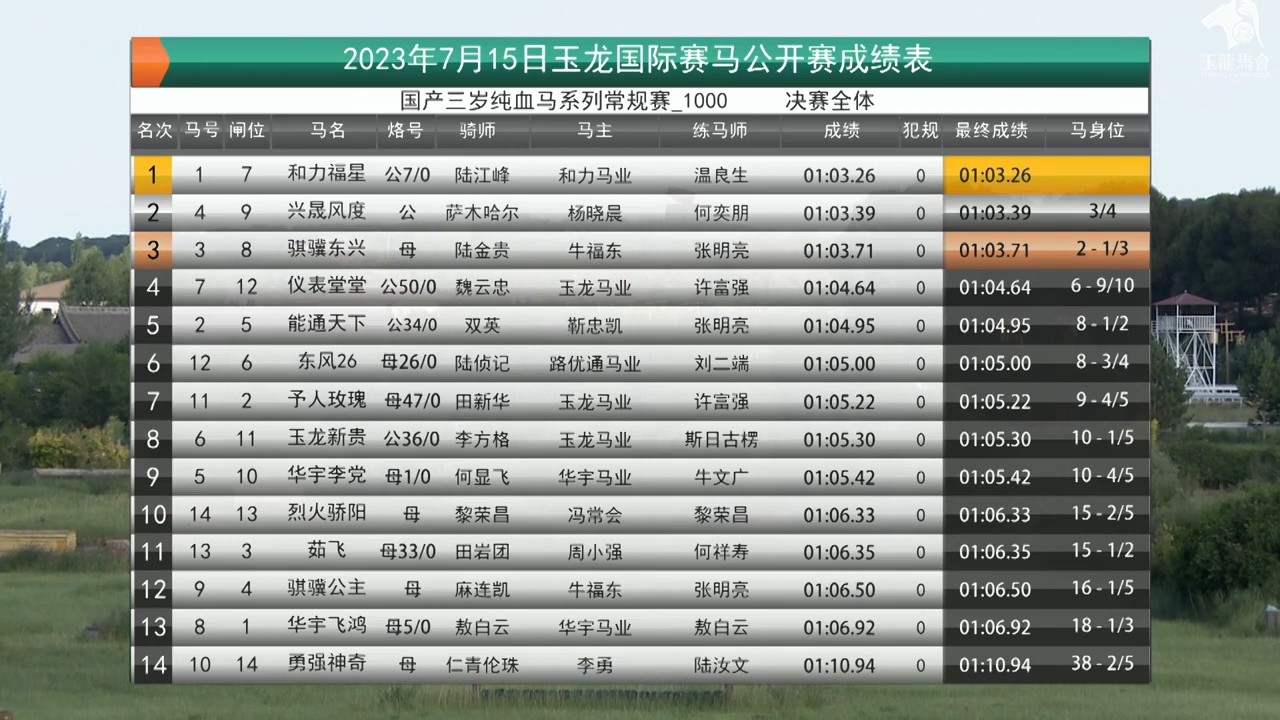 玉龍馬會
2023年7月15日玉龙国际赛马公开赛成绩表
国产三岁纯血马系列常规赛_1000 决赛全体
名次 马号 闸位 马名 烙号 骑师 马主 练马师 成绩 犯规 最终成绩 马身位
1 1 7 和力福星 公7/0 陆江峰 和力马业 温良生 01:03.26 0 01:03.26
2 4 9 兴晟风度 公 萨木哈尔 杨晓晨 何奕朋 01:03.39 0 01:03.39 3/4
3 3 8 骐骥东兴 母 陆金贵 牛福东 张明亮 01:03.71 0 01:03.71 2 - 1/3
4 7 12 仪表堂堂 公50/0 魏云忠 玉龙马业 许富强 01:04.64 0 01:04.64 6 - 9/10
5 2 5 能通天下 公34/0 双英 靳忠凯 张明亮 01:04.95 0 01:04.95 8 - 1/2
6 12 6 东风26 母26/0 陆侦记 路优通马业 刘二端 01:05.00 0 01:05.00 8 - 3/4
7 11 2 予人玫瑰 母47/0 田新华 玉龙马业 许富强 01:05.22 0 01:05.22 9 - 4/5
8 6 11 玉龙新贵 公36/0 李方格 玉龙马业 斯日古楞 01:05.30 0 01:05.30 10 - 1/5
9 5 10 华宇李党 母1/0 何显飞 华宇马业 牛文广 01:05.42 0 01:05.42 10 - 4/5
10 14 13 烈火骄阳 母 黎荣昌 冯常会 黎荣昌 01:06.33 0 01:06.33 15 - 2/5
11 13 3 茹飞 母33/0 田岩团 周小强 何祥寿 01:06.35 0 01:06.35 15 - 1/2
12 9 4 骐骥公主 母 麻连凯 牛福东 张明亮 01:06.50 0 01:06.50 16 - 1/5
13 8 1 华宇飞鸿 母5/0 敖白云 华宇马业 敖白云 01:06.92 0 01:06.92 18 - 1/3
14 10 14 勇强神奇 母 仁青伦珠 李勇 陆汝文 01:10.94 0 01:10.94 38 - 2/5